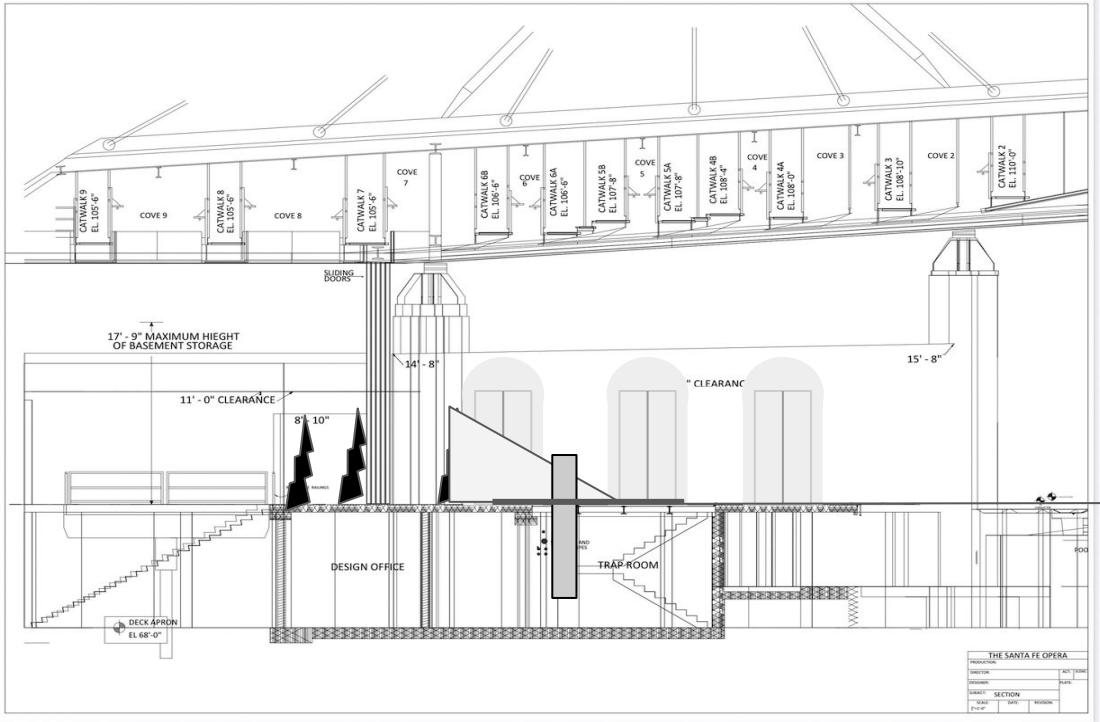 COVE 7
COVE 6
COVE 5
COVE 4
COVE 3
COVE 2
CATWALK 9
EL. 105'-6"
COVE 9
CATWALK 8
EL. 105'-6"
COVE 8
CATWALK 7
EL. 105'-6"
CATWALK 6B
EL. 106'-6"
CATWALK 6A
EL. 106'-6"
CATWALK 5B
EL. 107'-8"
CATWALK 5A
EL. 107'-8"
CATWALK 4B
EL. 108'-4"
CATWALK 4A
EL. 108'-0"
CATWALK 3
EL. 108'-10"
CATWALK 2
EL. 110'-0"
SLIDING
DOORS
17' - 9" MAXIMUM HIEGHT
OF BASEMENT STORAGE
14' - 8"
15' - 8"
" CLEARANC
11' - 0" CLEARANCE
8' - 10"
RAILINGS
AND
DESIGN OFFICE
TRAP ROOM
POO
DECK APRON
EL 68'-0"
THE SANTA FE OPERA
PRODUCTION:
DIRECTOR:
ACT:
DESIGNER:
PLATE:
SUBJECT: SECTION
SCALE:
DATE:
REVISION: